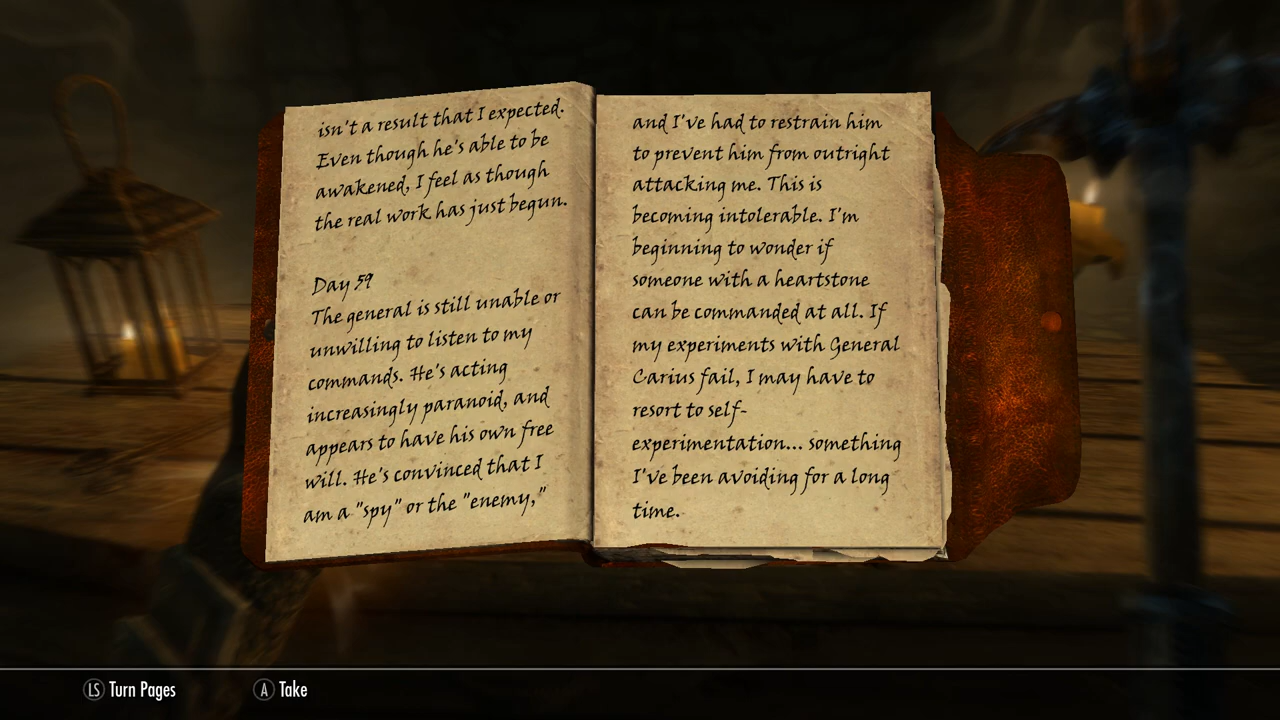 isn't a result that I expected.
Even though he's able to be
awakened, I feel as though
the real work has just begun.
Day 59
The general is still unable or
unwilling to listen to my
commands. He's acting
increasingly paranoid, and
appears to have his own free
will. He's convinced that I
am a "spy" or the "enemy,"
and I've had to restrain him
to prevent him from outright
attacking me. This is
becoming intolerable. I'm
beginning to wonder if
someone with a heartstone
can be commanded at all. If
my experiments with General
Carius fail, I may have to
resort to self-
experimentation... something
I've been avoiding for a long
time.
LS Turn Pages
A Take